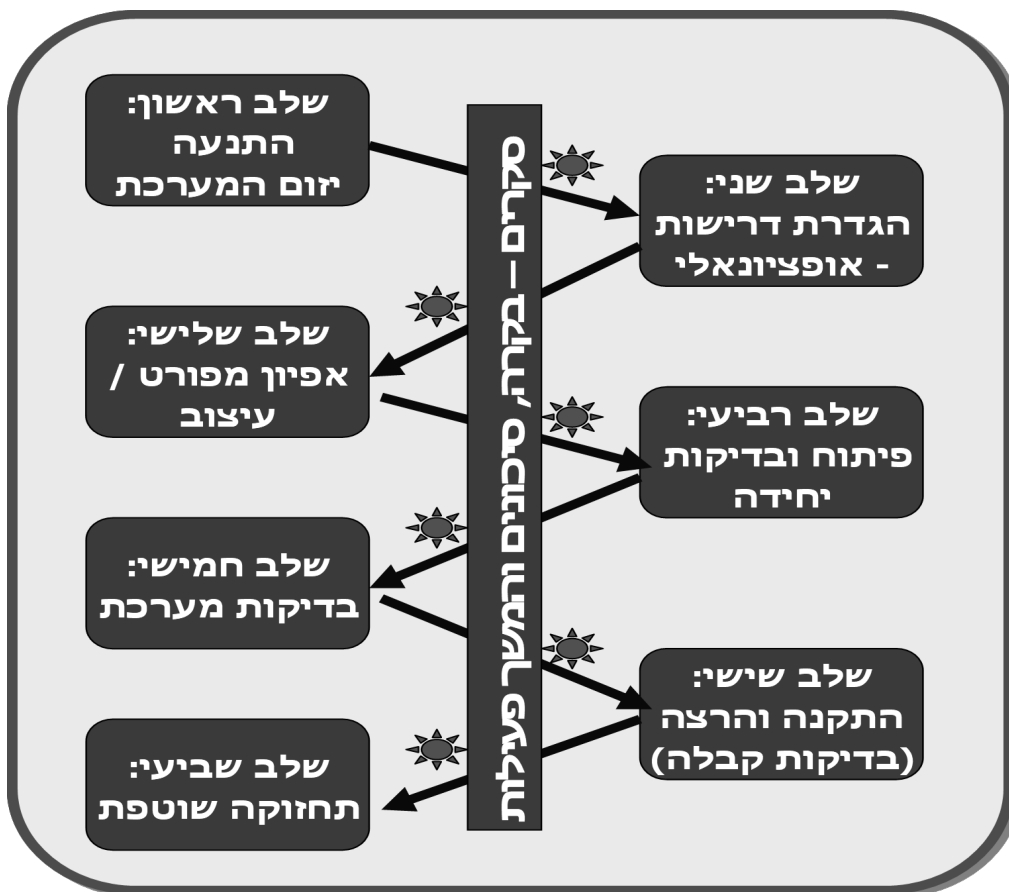 שלב ראשון:
התנעה
יזום המערכת
שלב שני:
הגדרת דרישות
- אופציונאלי
שלב שלישי:
אפיון מפורט /
עיצוב
שלב רביעי:
פיתוח ובדיקות
יחידה
שלב חמישי:
בדיקות מערכת
שלב שישי:
התקנה והרצה
(בדיקות קבלה)
שלב שביעי:
תחזוקה שוטפת
סקרים – בקרה, סיכונים והמשך פעילות